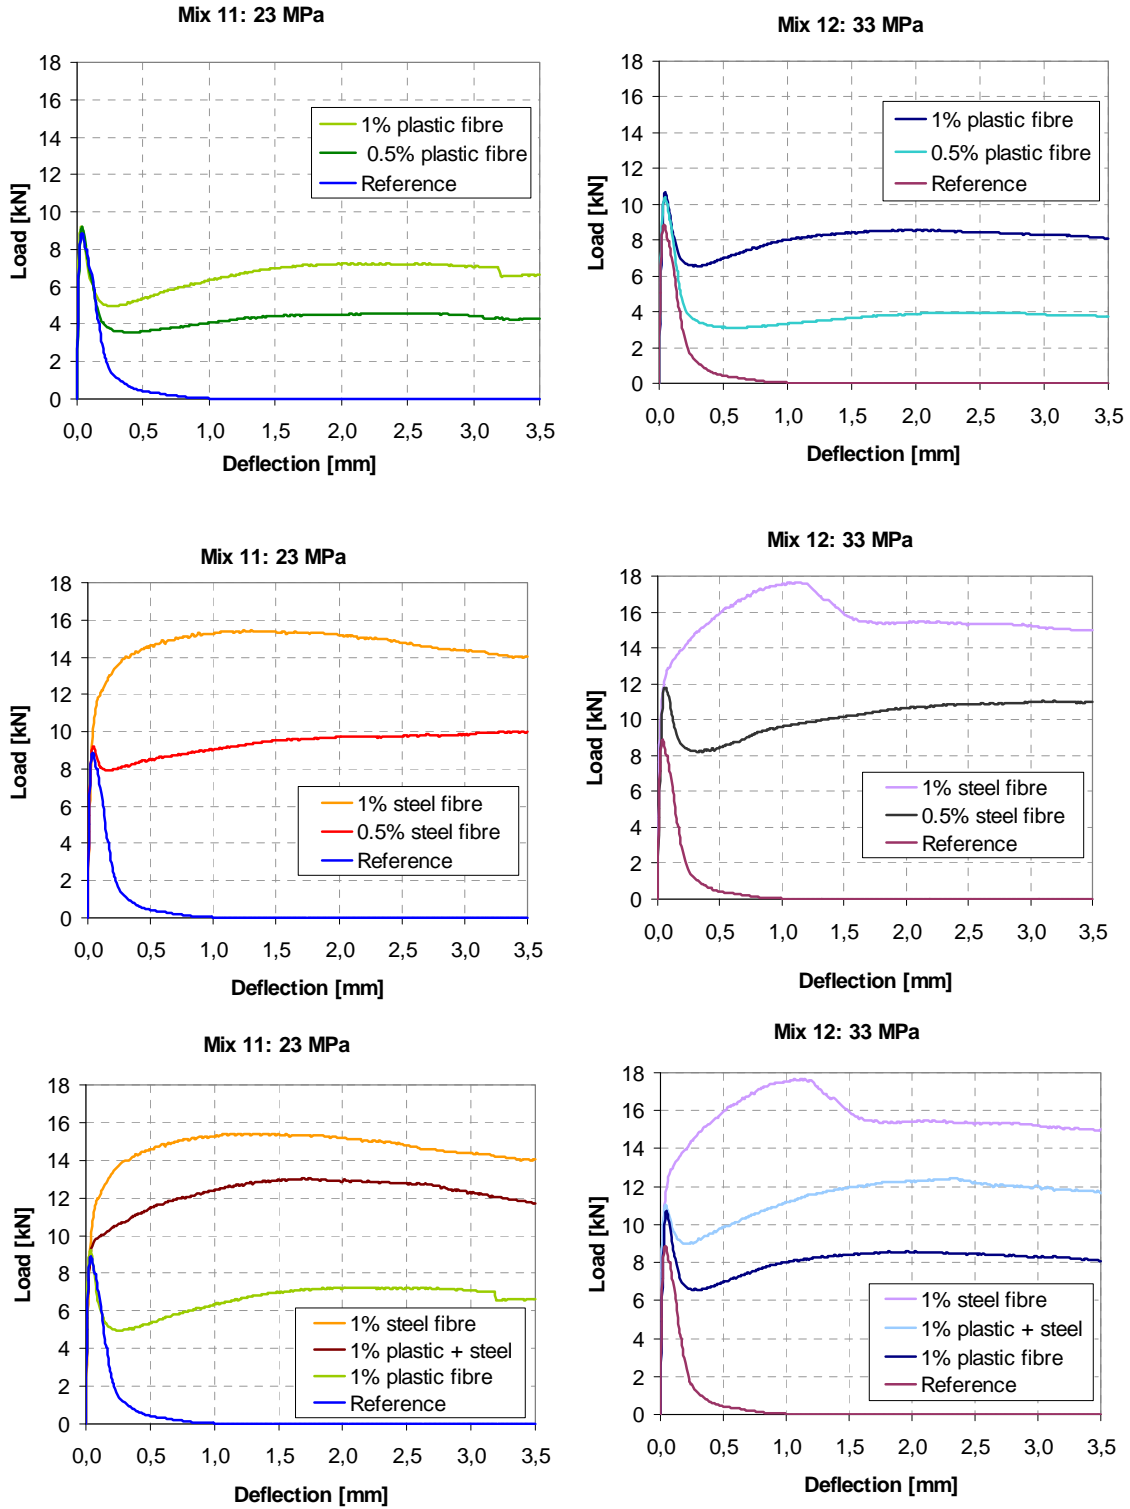 Mix 11: 23 MPa
18
16
14
12
10
8
6
4
2
0
Load [kN]
1% plastic fibre
0.5% plastic fibre
Reference
0,0 0,5 1,0 1,5 2,0 2,5 3,0 3,5
Deflection [mm]
Mix 12: 33 MPa
18
16
14
12
10
8
6
4
2
0
Load [kN]
1% plastic fibre
0.5% plastic fibre
Reference
0,0 0,5 1,0 1,5 2,0 2,5 3,0 3,5
Deflection [mm]
Mix 11: 23 MPa
18
16
14
12
10
8
6
4
2
0
Load [kN]
1% steel fibre
0.5% steel fibre
Reference
0,0 0,5 1,0 1,5 2,0 2,5 3,0 3,5
Deflection [mm]
Mix 12: 33 MPa
18
16
14
12
10
8
6
4
2
0
Load [kN]
1% steel fibre
0.5% steel fibre
Reference
0,0 0,5 1,0 1,5 2,0 2,5 3,0 3,5
Deflection [mm]
Mix 11: 23 MPa
18
16
14
12
10
8
6
4
2
0
Load [kN]
1% steel fibre
1% plastic + steel
1% plastic fibre
Reference
0,0 0,5 1,0 1,5 2,0 2,5 3,0 3,5
Deflection [mm]
Mix 12: 33 MPa
18
16
14
12
10
8
6
4
2
0
Load [kN]
1% steel fibre
1% plastic + steel
1% plastic fibre
Reference
0,0 0,5 1,0 1,5 2,0 2,5 3,0 3,5
Deflection [mm]